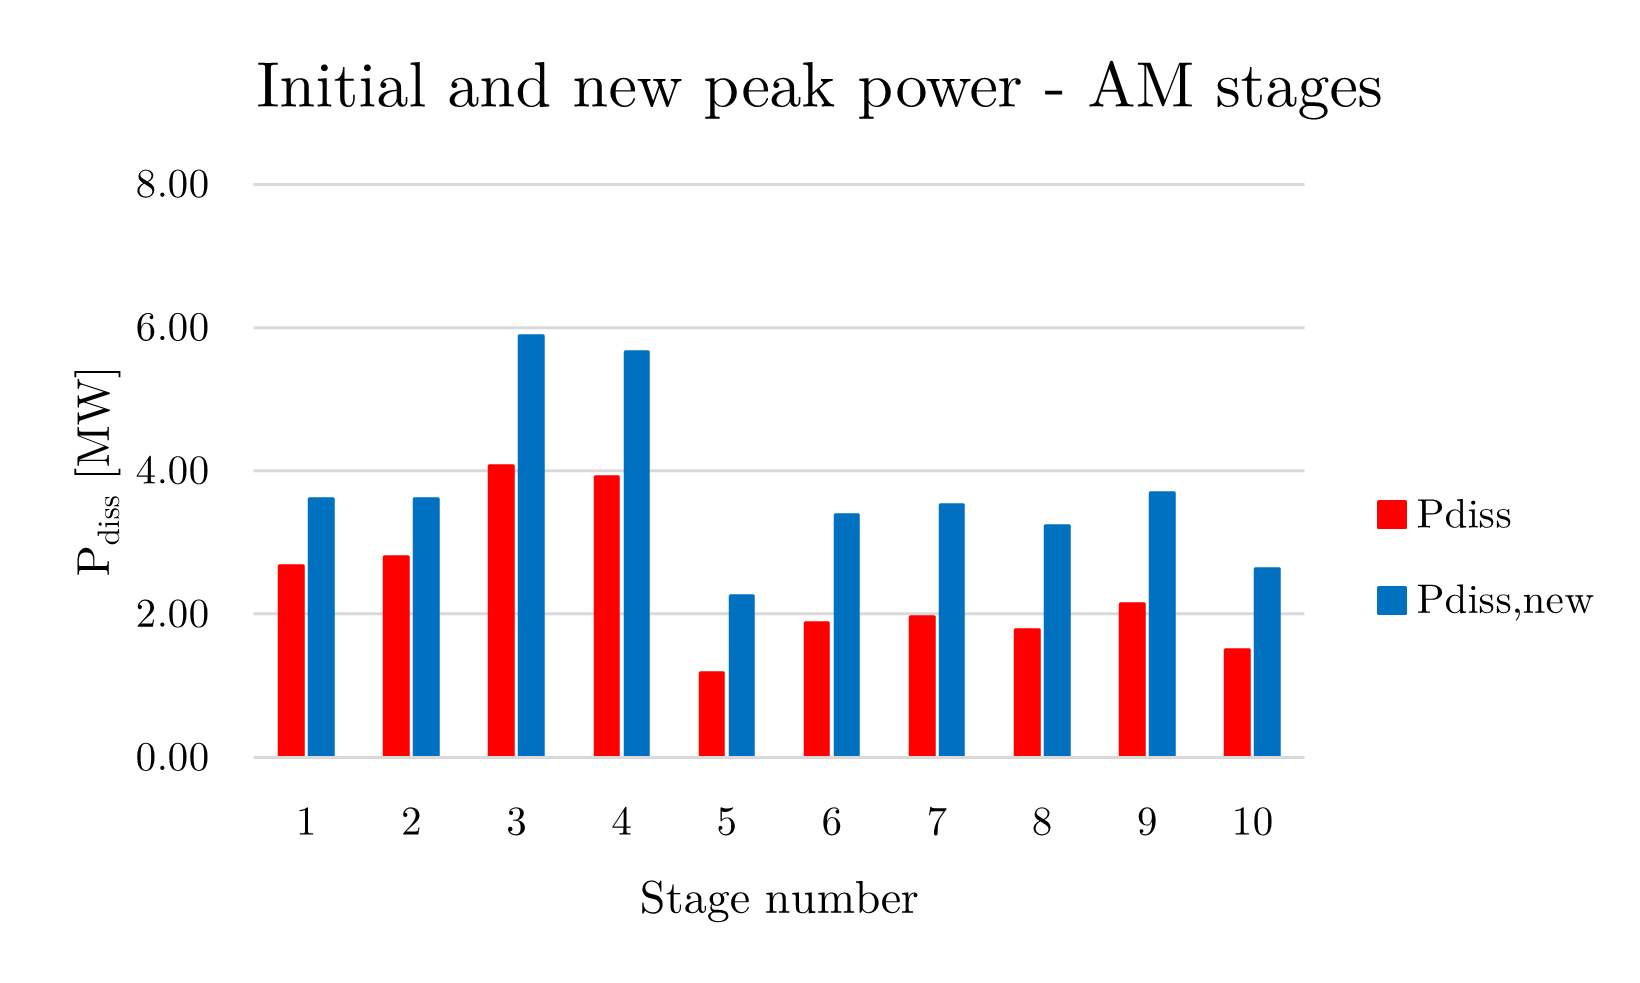 Initial and new peak power - AM stages
8.00
6.00
4.00
2.00
0.00
Pdiss [MW]
1 2 3 4 5 6 7 8 9 10
Stage number
Pdiss
Pdiss,new